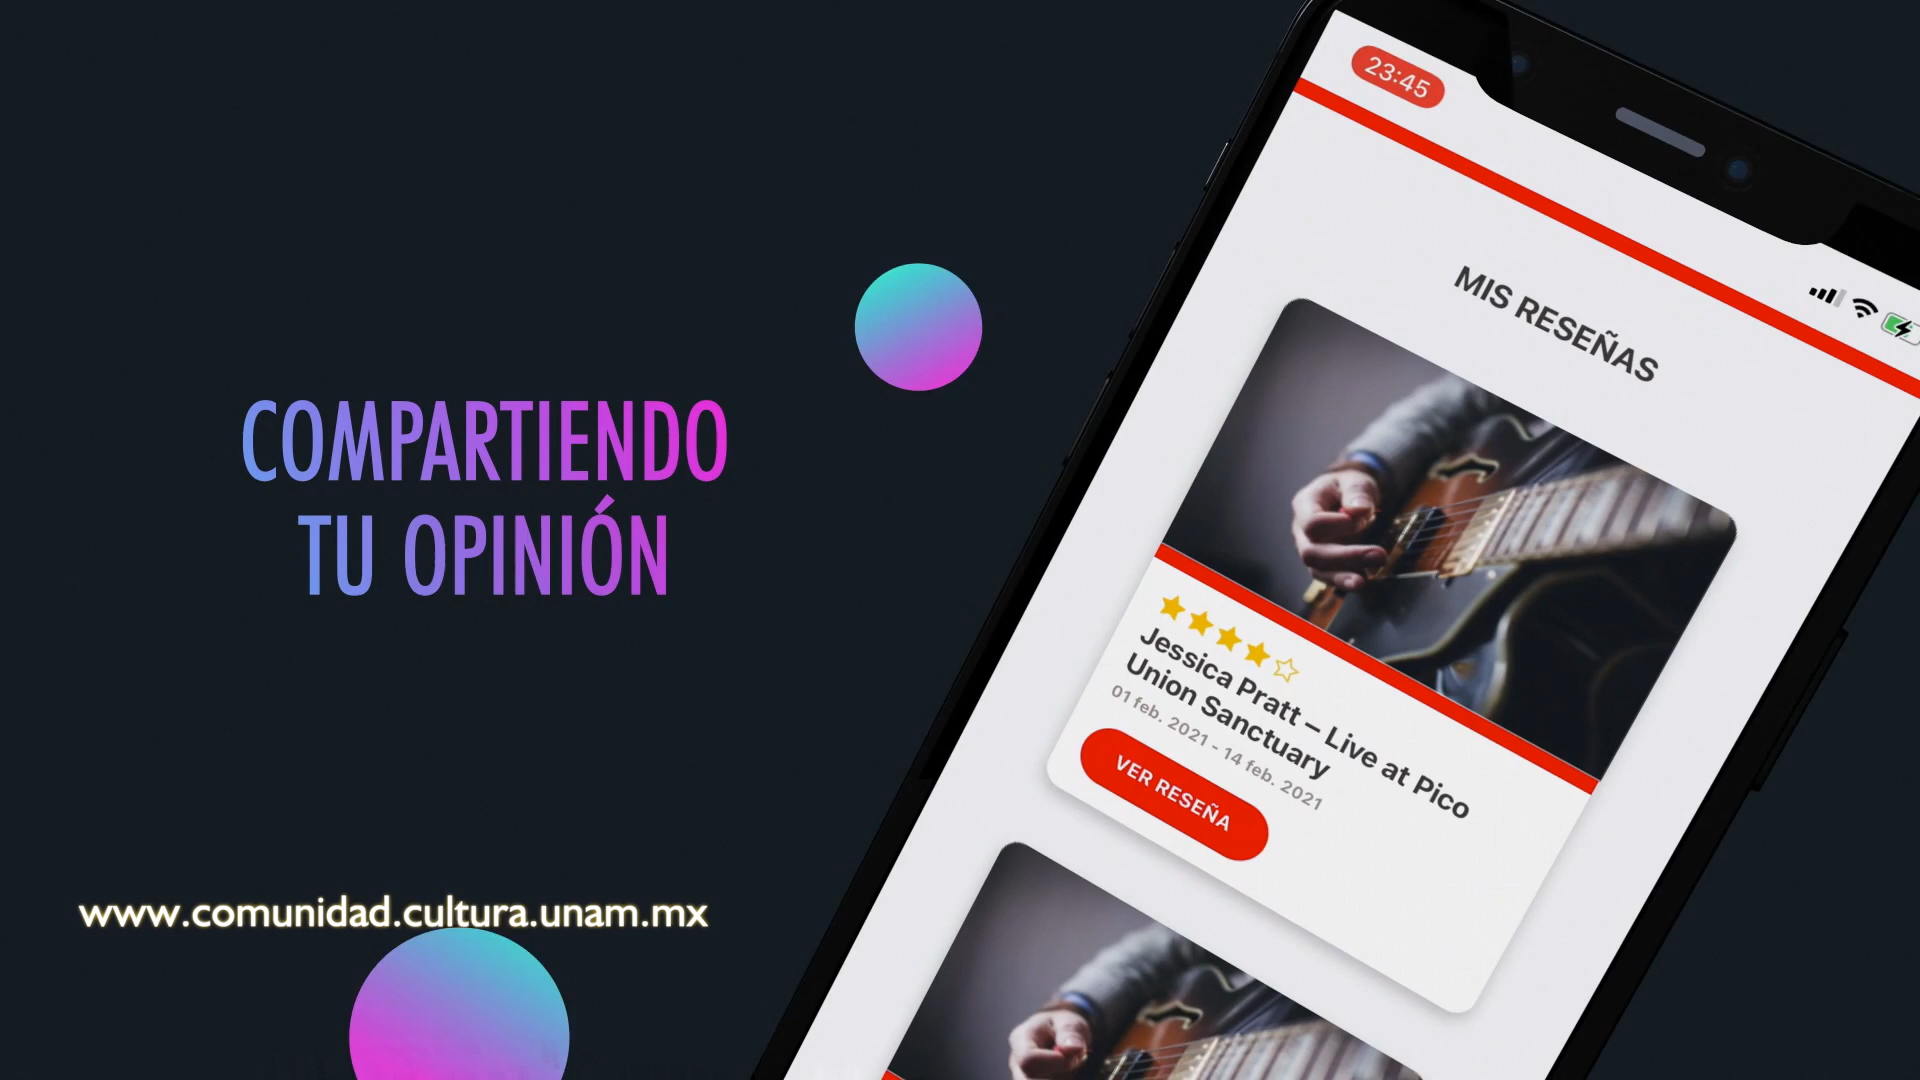 COMPARTIENDO
TU OPINIÓN
www.comunidad.cultura.unam.mx
23:45
MIS RESEÑAS
Jessica Pratt – Live at Pico
Union Sanctuary
01 feb. 2021 - 14 feb. 2021
VER RESEÑA